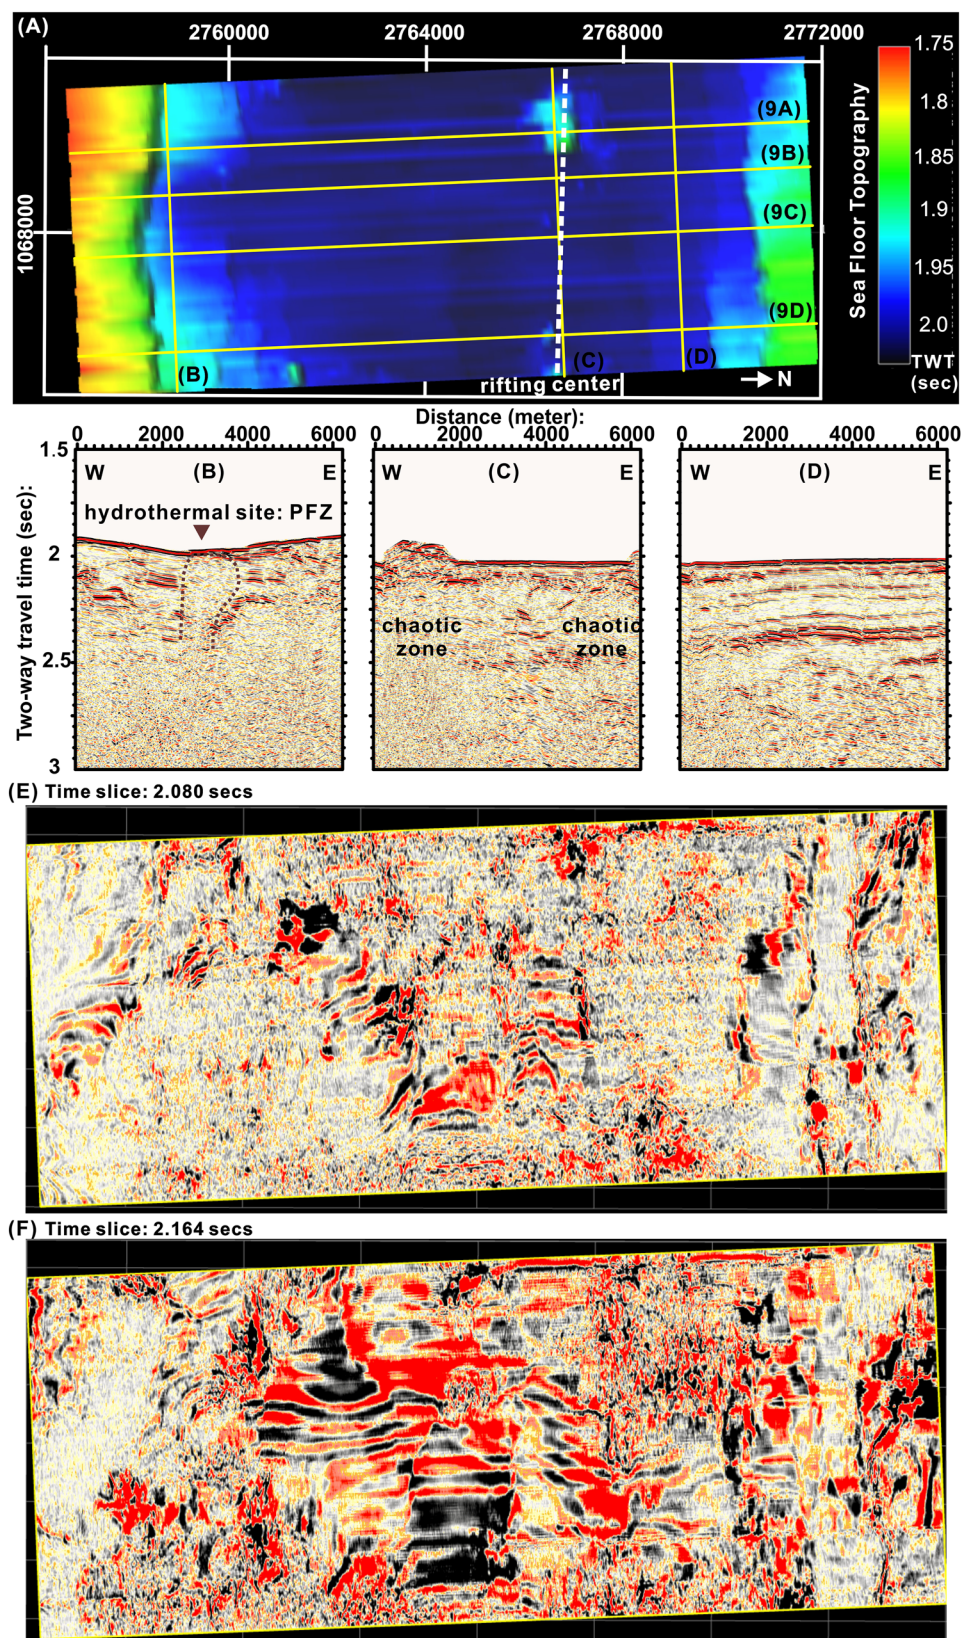 (A)
2760000 2764000 2768000 2772000
1068000
(9A)
(9B)
(9C)
(9D)
(B) (C) (D)
rifting center
N
Sea Floor Topography
1.75
1.8
1.85
1.9
1.95
2.0
TWT
(sec)
Distance (meter):
0 2000 4000 6000 0 2000 4000 6000 0 2000 4000 6000
Two-way travel time (sec):
1.5
2
2.5
3
W (B) E W (C) E W (D) E
hydrothermal site: PFZ
chaotic
zone
chaotic
zone
(E) Time slice: 2.080 secs
(F) Time slice: 2.164 secs